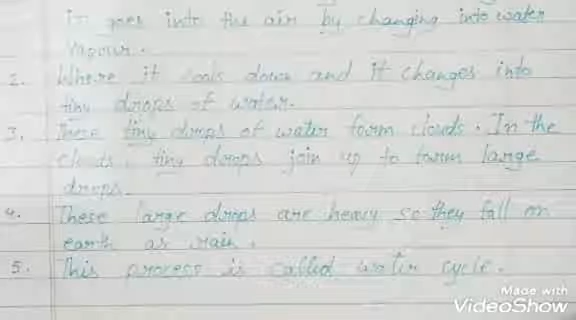 it goes into the air by changing into water
vapour.
2. Where it cools down and it changes into
tiny drops of water.
3. These tiny drops of water form clouds. In the
clouds, tiny drops join up to form large
drops.
4. These large drops are heavy so they fall on
earth as rain.
5. This process is called water cycle.
Made with
VideoShow